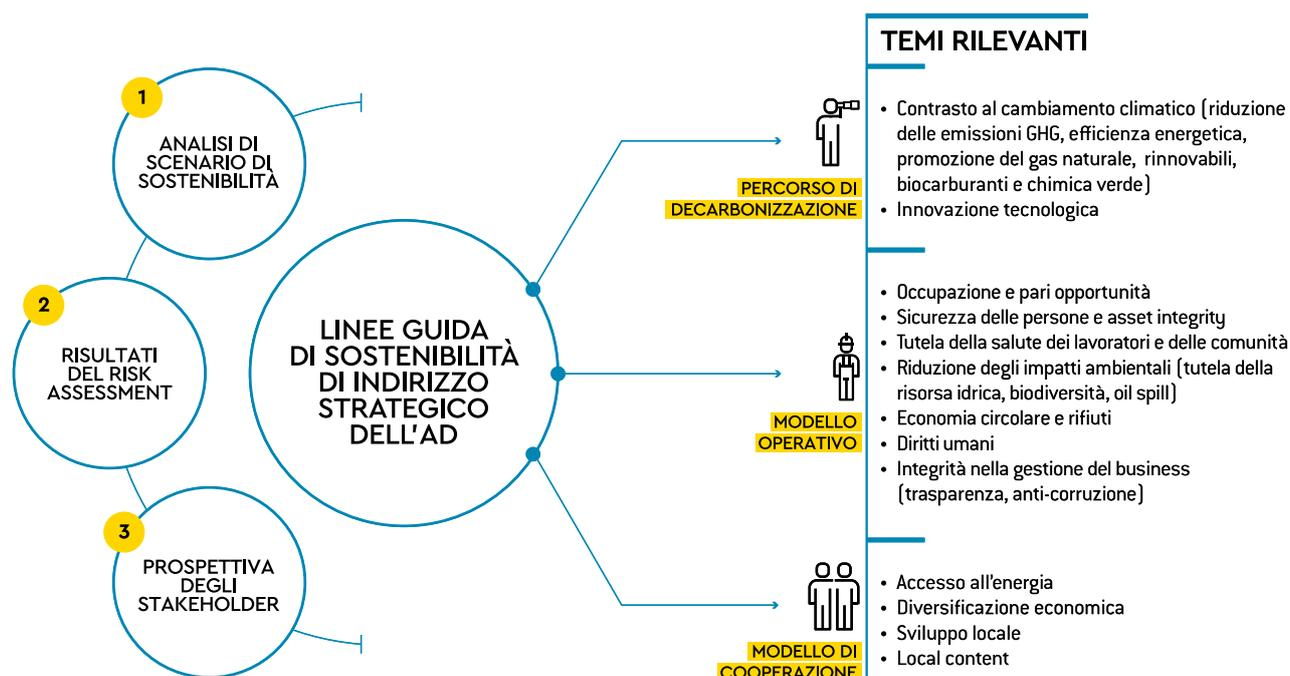 1
ANALISI DI
SCENARIO DI
SOSTENIBILITÀ
2
RISULTATI
DEL RISK
ASSESSMENT
3
PROSPETTIVA
DEGLI
STAKEHOLDER
LINEE GUIDA
DI SOSTENIBILITÀ
DI INDIRIZZO
STRATEGICO
DELL'AD
TEMI RILEVANTI
PERCORSO DI
DECARBONIZZAZIONE
• Contrasto al cambiamento climatico (riduzione
delle emissioni GHG, efficienza energetica,
promozione del gas naturale, rinnovabili,
biocarburanti e chimica verde)
• Innovazione tecnologica
MODELLO
OPERATIVO
• Occupazione e pari opportunità
• Sicurezza delle persone e asset integrity
• Tutela della salute dei lavoratori e delle comunità
• Riduzione degli impatti ambientali (tutela della
risorsa idrica, biodiversità, oil spill)
• Economia circolare e rifiuti
• Diritti umani
• Integrità nella gestione del business
(trasparenza, anti-corruzione)
MODELLO DI
COOPERAZIONE
• Accesso all'energia
• Diversificazione economica
• Sviluppo locale
• Local content